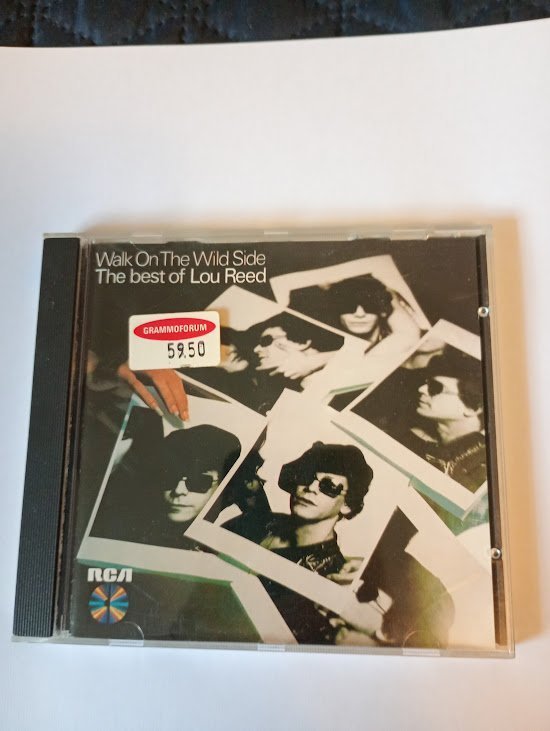 Walk On The Wild Side
The best of Lou Reed
GRAMMOFORUM
59.50
RCA